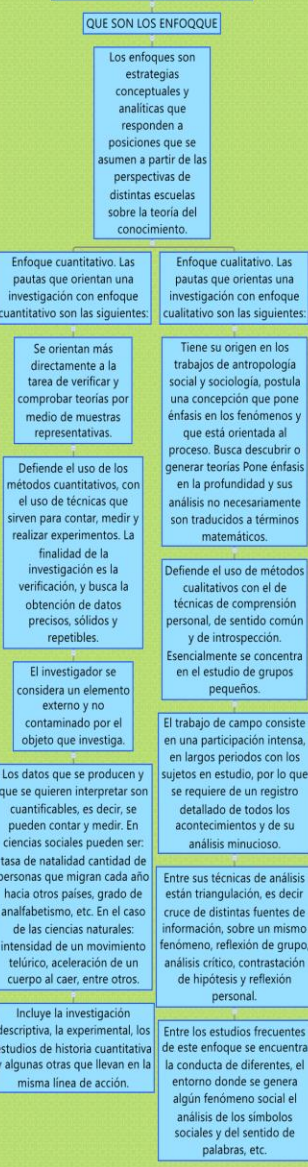 QUE SON LOS ENFOQQUE
Los enfoques son
estrategias
conceptuales y
analíticas que
responden a
posiciones que se
asumen a partir de las
perspectivas de
distintas escuelas
sobre la teoría del
conocimiento.
Enfoque cuantitativo. Las
pautas que orientan una
investigación con enfoque
cuantitativo son las siguientes:
Se orientan más
directamente a la
tarea de verificar y
comprobar teorías por
medio de muestras
representativas.
Defiende el uso de los
métodos cuantitativos, con
el uso de técnicas que
sirven para contar, medir y
realizar experimentos. La
finalidad de la
investigación es la
verificación, y busca la
obtención de datos
precisos, sólidos y
repetibles.
El investigador se
considera un elemento
externo y no
contaminado por el
objeto que investiga.
Los datos que se producen y
que se quieren interpretar son
cuantificables, es decir, se
pueden contar y medir. En
ciencias sociales pueden ser:
tasa de natalidad cantidad de
personas que migran cada año
hacia otros países, grado de
analfabetismo, etc. En el caso
de las ciencias naturales:
intensidad de un movimiento
telúrico, aceleración de un
cuerpo al caer, entre otros.
Incluye la investigación
descriptiva, la experimental, los
estudios de historia cuantitativa
y algunas otras que llevan en la
misma línea de acción.
Enfoque cualitativo. Las
pautas que orientas una
investigación con enfoque
cualitativo son las siguientes:
Tiene su origen en los
trabajos de antropología
social y sociología, postula
una concepción que pone
énfasis en los fenómenos y
que está orientada al
proceso. Busca descubrir o
generar teorías Pone énfasis
en la profundidad y sus
análisis no necesariamente
son traducidos a términos
matemáticos.
Defiende el uso de métodos
cualitativos con el de
técnicas de comprensión
personal, de sentido común
y de introspección.
Esencialmente se concentra
en el estudio de grupos
pequeños.
El trabajo de campo consiste
en una participación intensa,
en largos periodos con los
sujetos en estudio, por lo que
se requiere de un registro
detallado de todos los
acontecimientos y de su
análisis minucioso.
Entre sus técnicas de análisis
están triangulación, es decir
cruce de distintas fuentes de
información, sobre un mismo
fenómeno, reflexión de grupo,
análisis crítico, contrastación
de hipótesis y reflexión
personal.
Entre los estudios frecuentes
de este enfoque se encuentra
la conducta de diferentes, el
entorno donde se genera
algún fenómeno social el
análisis de los símbolos
sociales y del sentido de
palabras, etc.